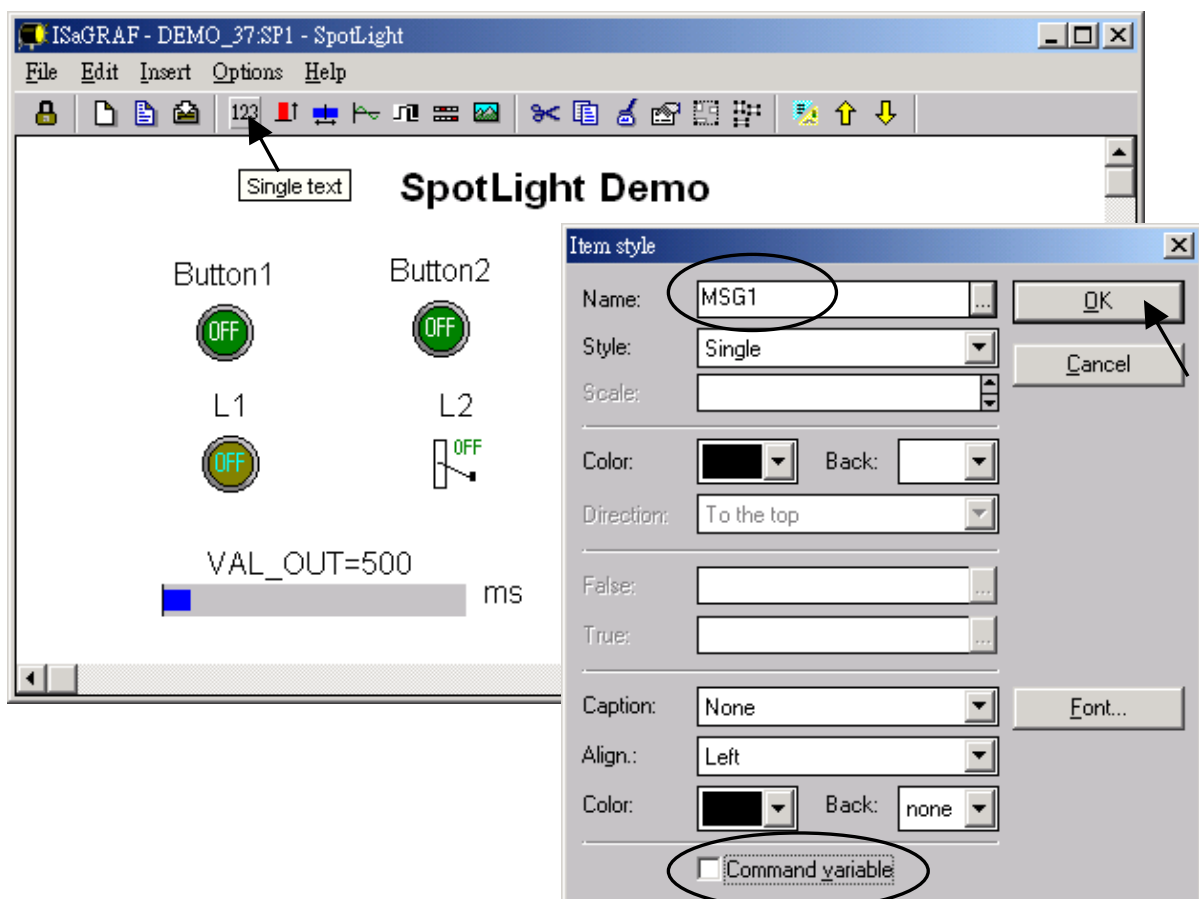 ISaGRAF - DEMO_37:SP1 - SpotLight
File Edit Insert Options Help
123
Single text
SpotLight Demo
Button1
Button2
OFF
OFF
L1
L2
OFF
OFF
VAL_OUT=500
ms
Item style
Name:
MSG1
...
OK
Style:
Single
Cancel
Scale:
Color:
Back:
Direction:
To the top
False:
...
True:
...
Caption:
None
Font...
Align.:
Left
Color:
Back:
none
Command variable